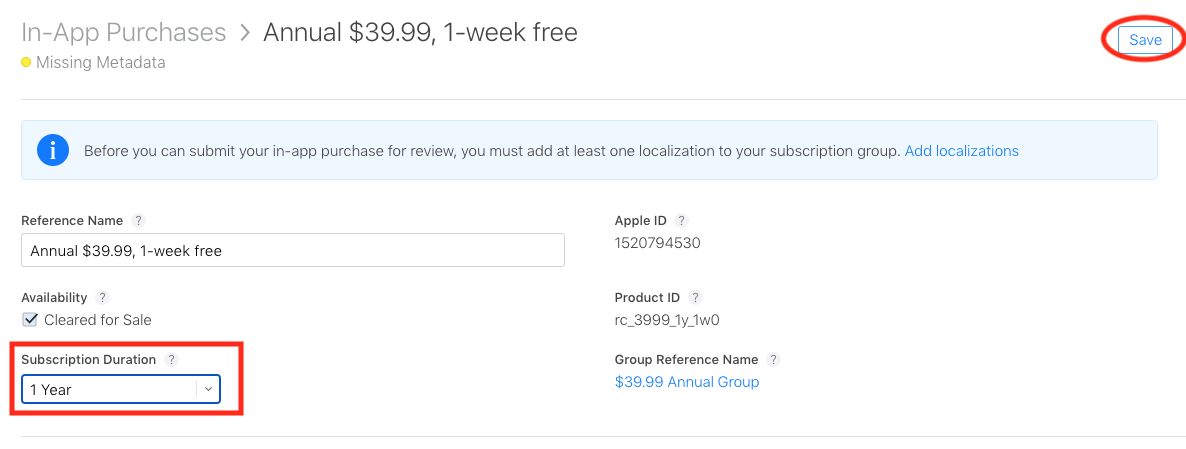 In-App Purchases > Annual $39.99, 1-week free
Save
Missing Metadata
i Before you can submit your in-app purchase for review, you must add at least one localization to your subscription group. Add localizations
Reference Name ?
Annual $39.99, 1-week free
Apple ID ?
1520794530
Availability ?
Cleared for Sale
Product ID ?
rc_3999_1y_1w0
Subscription Duration ?
1 Year
Group Reference Name ?
$39.99 Annual Group